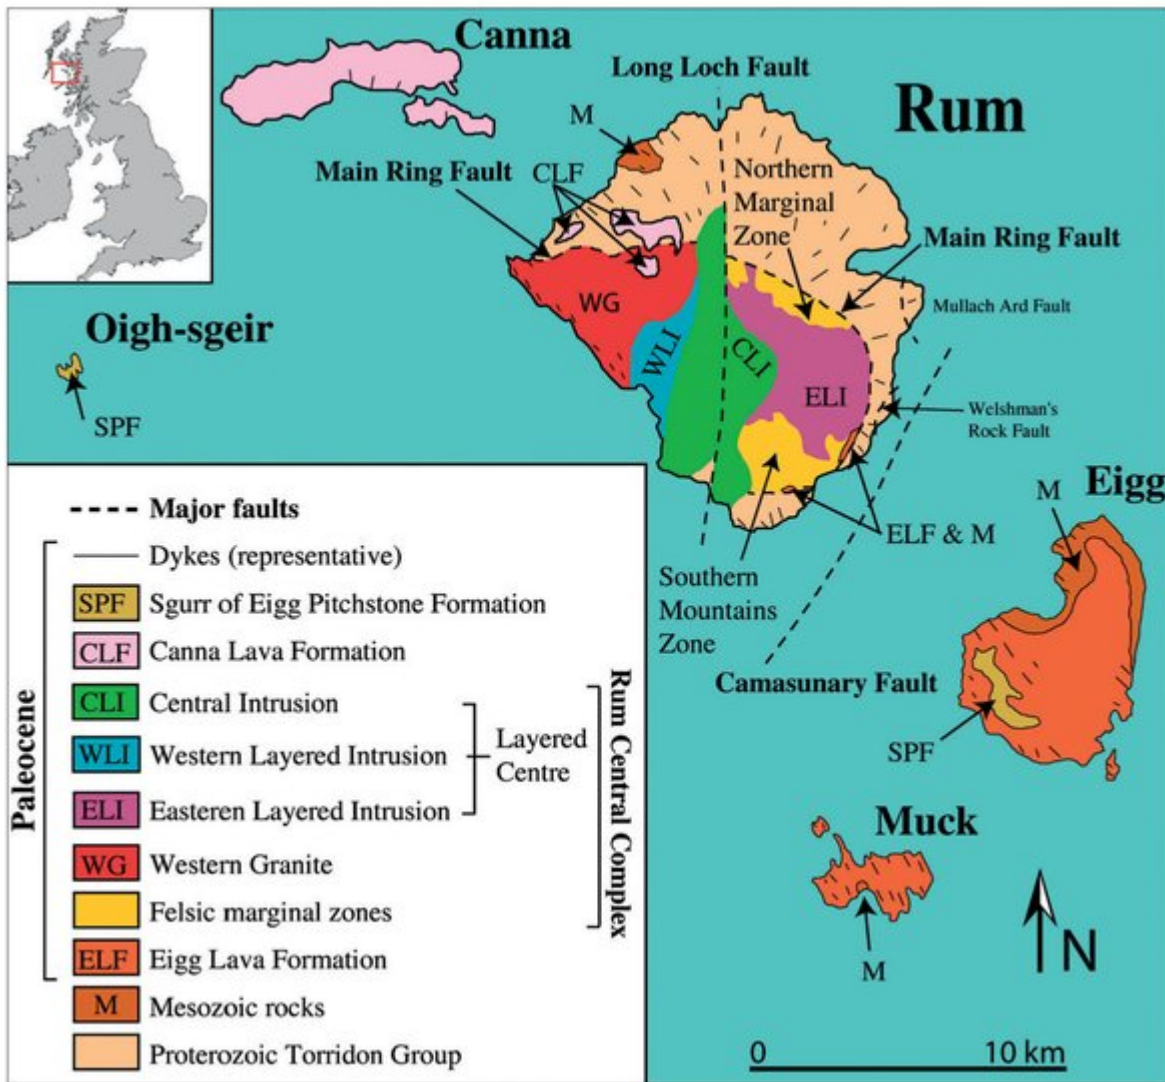 Canna
Long Loch Fault
Rum
M
Main Ring Fault
CLF
Northern
Marginal
Zone
Main Ring Fault
Mullach Ard Fault
WG
WLI
CLI
ELI
Oigh-sgeir
SPF
Welshman's
Rock Fault
Eigg
M
ELF & M
Southern
Mountains
Zone
Camasunary Fault
SPF
Muck
M
N
0 10 km
Major faults
Dykes (representative)
SPF Sgurr of Eigg Pitchstone Formation
CLF Canna Lava Formation
CLI Central Intrusion
WLI Western Layered Intrusion
ELI Easteren Layered Intrusion
WG Western Granite
Felsic marginal zones
ELF Eigg Lava Formation
M Mesozoic rocks
Proterozoic Torridon Group
Paleocene
Layered
Centre
Rum Central Complex